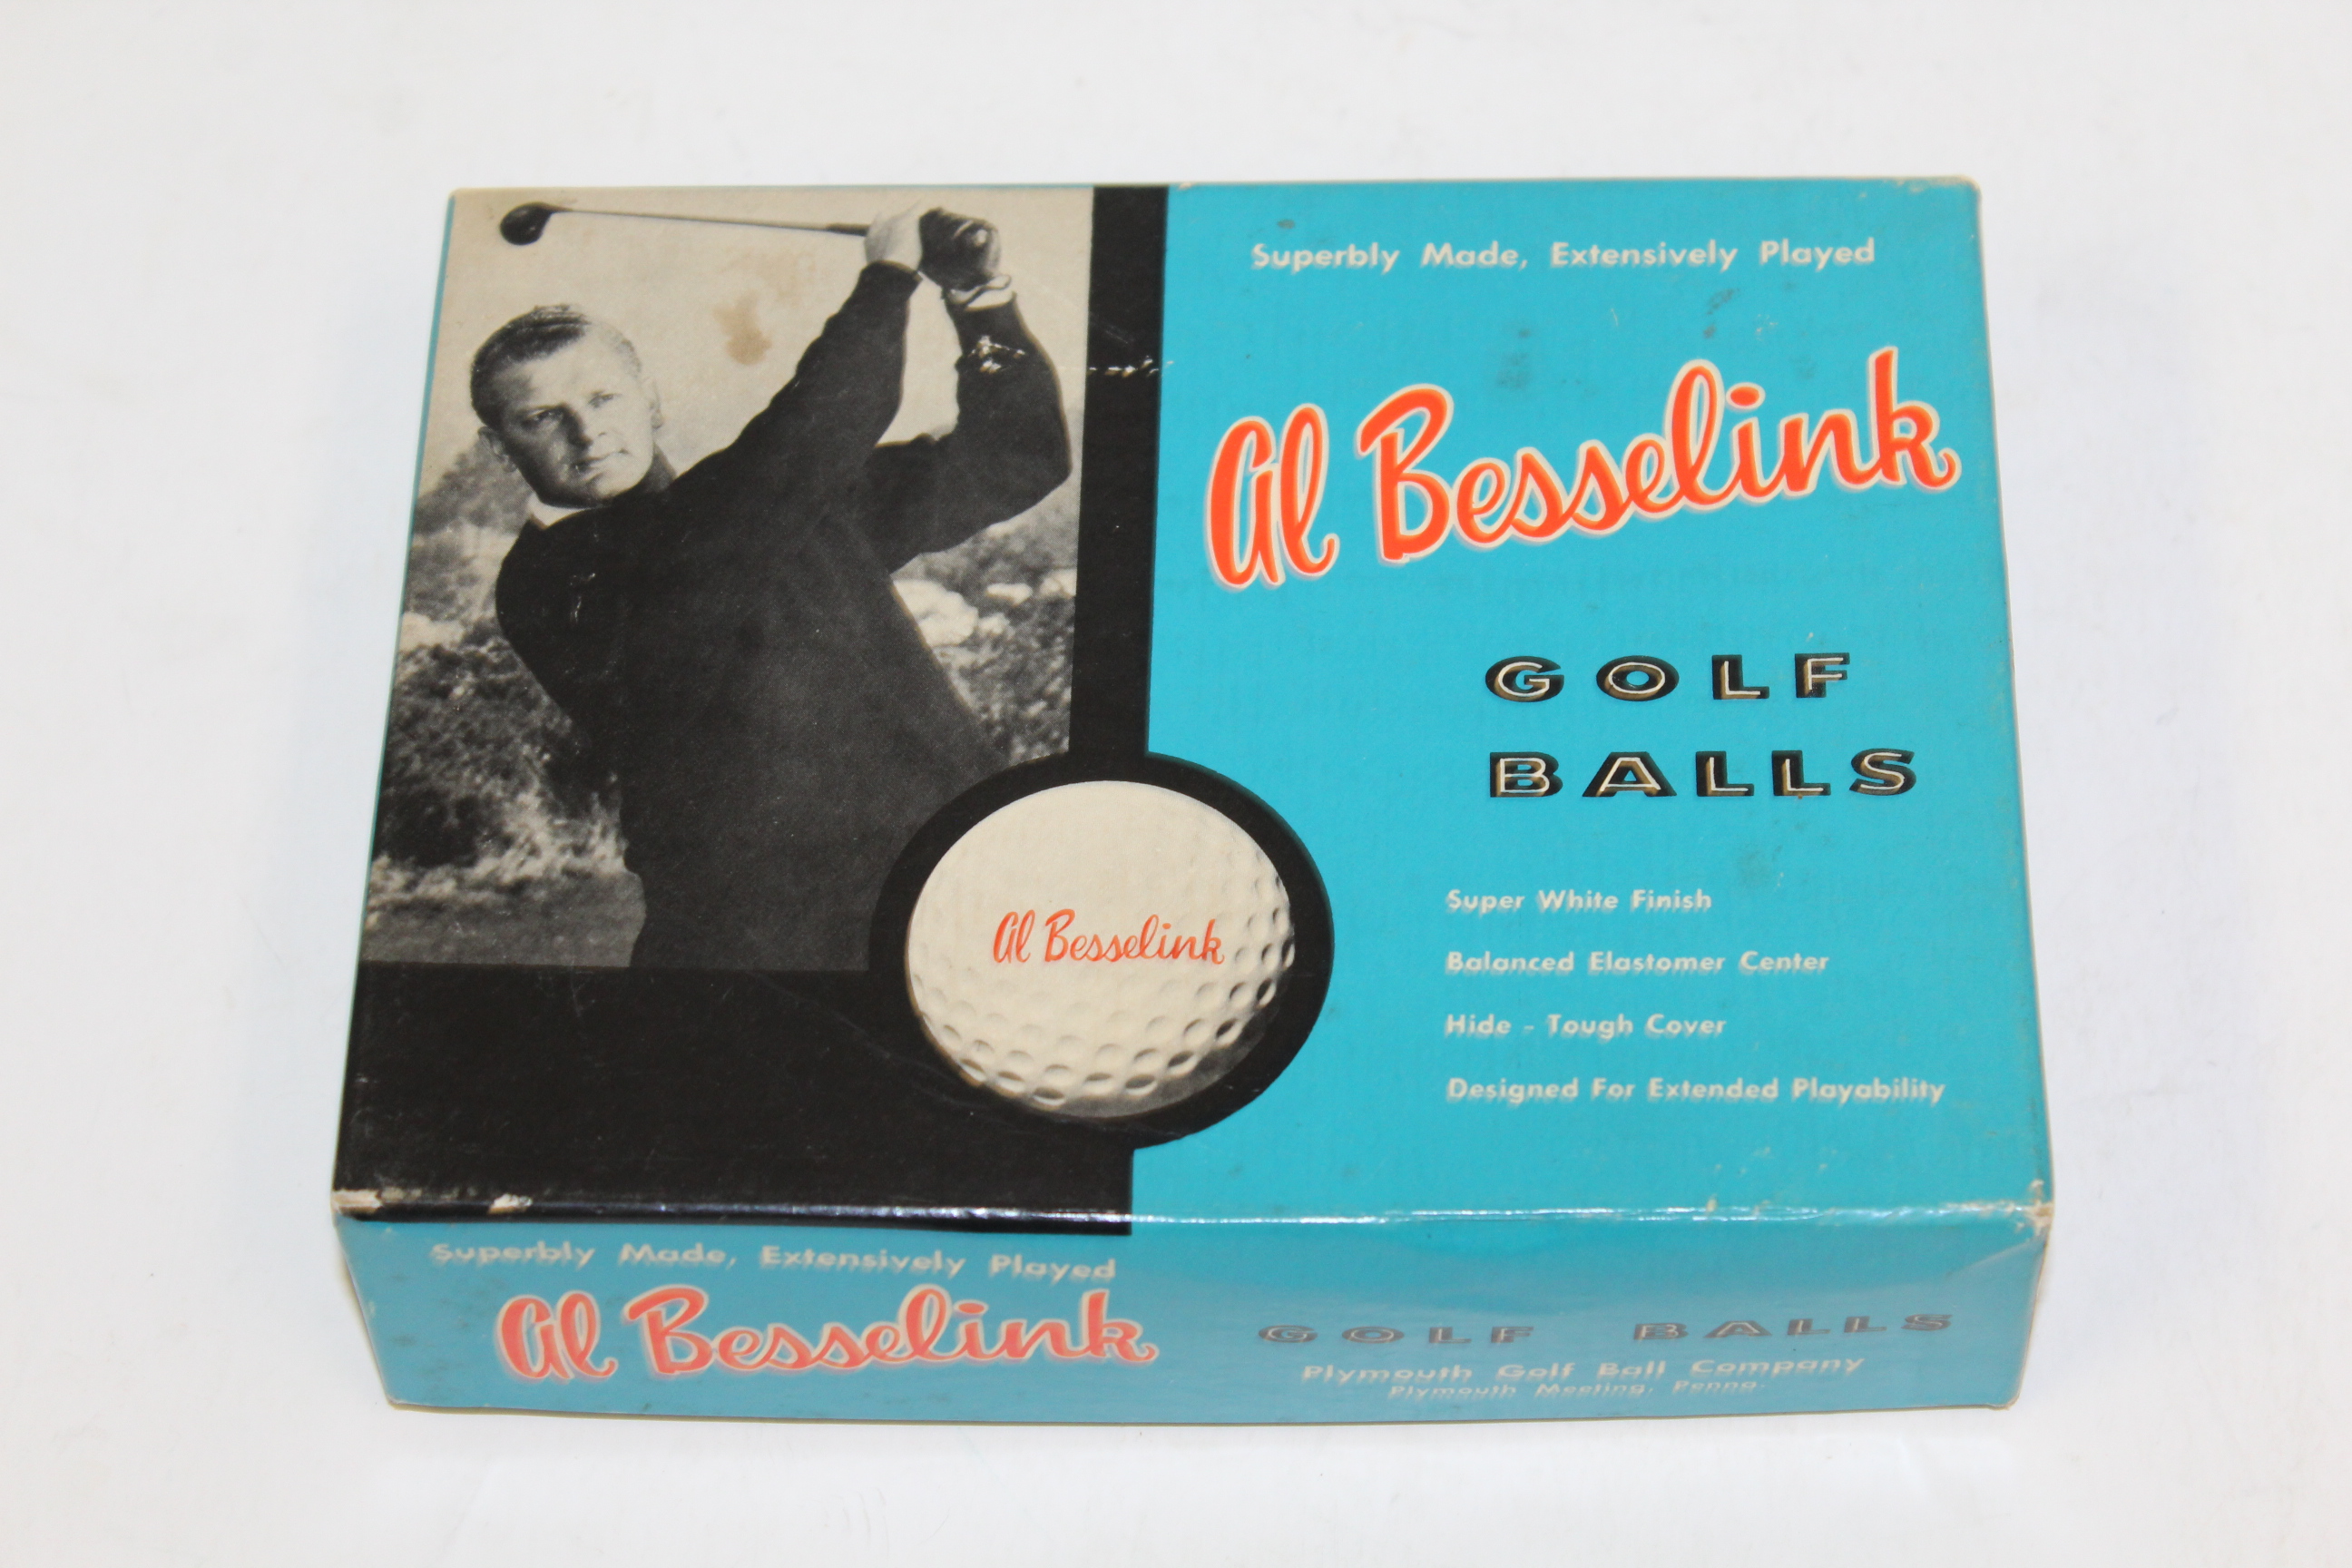 Superbly Made, Extensively Played
Al Besselink
GOLF
BALLS
Super White Finish
Balanced Elastomer Center
Hide - Tough Cover
Designed For Extended Playability
Al Besselink
Superbly Made, Extensively Played
Al Besselink
GOLF BALLS
Plymouth Golf Ball Company
Plymouth Meeting, Penna.